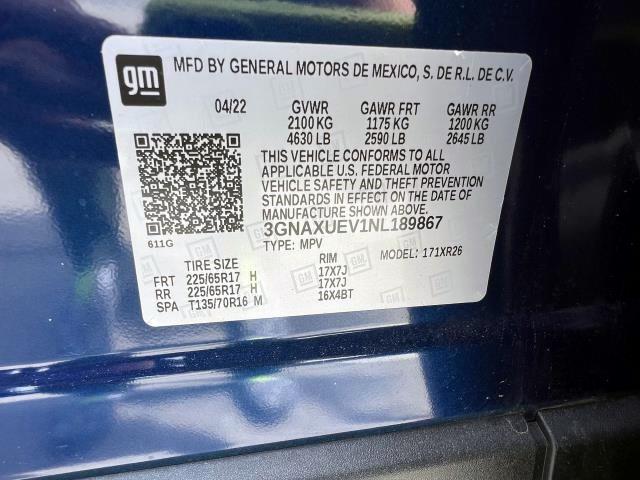 gm
MFD BY GENERAL MOTORS DE MEXICO, S. DE R.L. DE C.V.
04/22 GVWR GAWR FRT GAWR RR
2100 KG 1175 KG 1200 KG
4630 LB 2590 LB 2645 LB
THIS VEHICLE CONFORMS TO ALL
APPLICABLE U.S. FEDERAL MOTOR
VEHICLE SAFETY AND THEFT PREVENTION
STANDARDS IN EFFECT ON THE DATE OF
MANUFACTURE SHOWN ABOVE.
3GNAXUEV1NL189867
611G
TYPE: MPV MODEL: 171XR26
TIRE SIZE RIM
FRT 225/65R17 H 17X7J
RR 225/65R17 H 17X7J
SPA T135/70R16 M 16X4BT